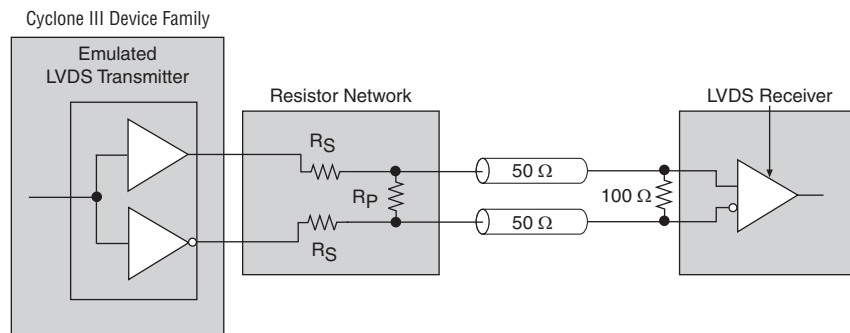 Cyclone III Device Family
Emulated
LVDS Transmitter
Resistor Network
LVDS Receiver
RS
50 Ω
RP
100 Ω
50 Ω
RS